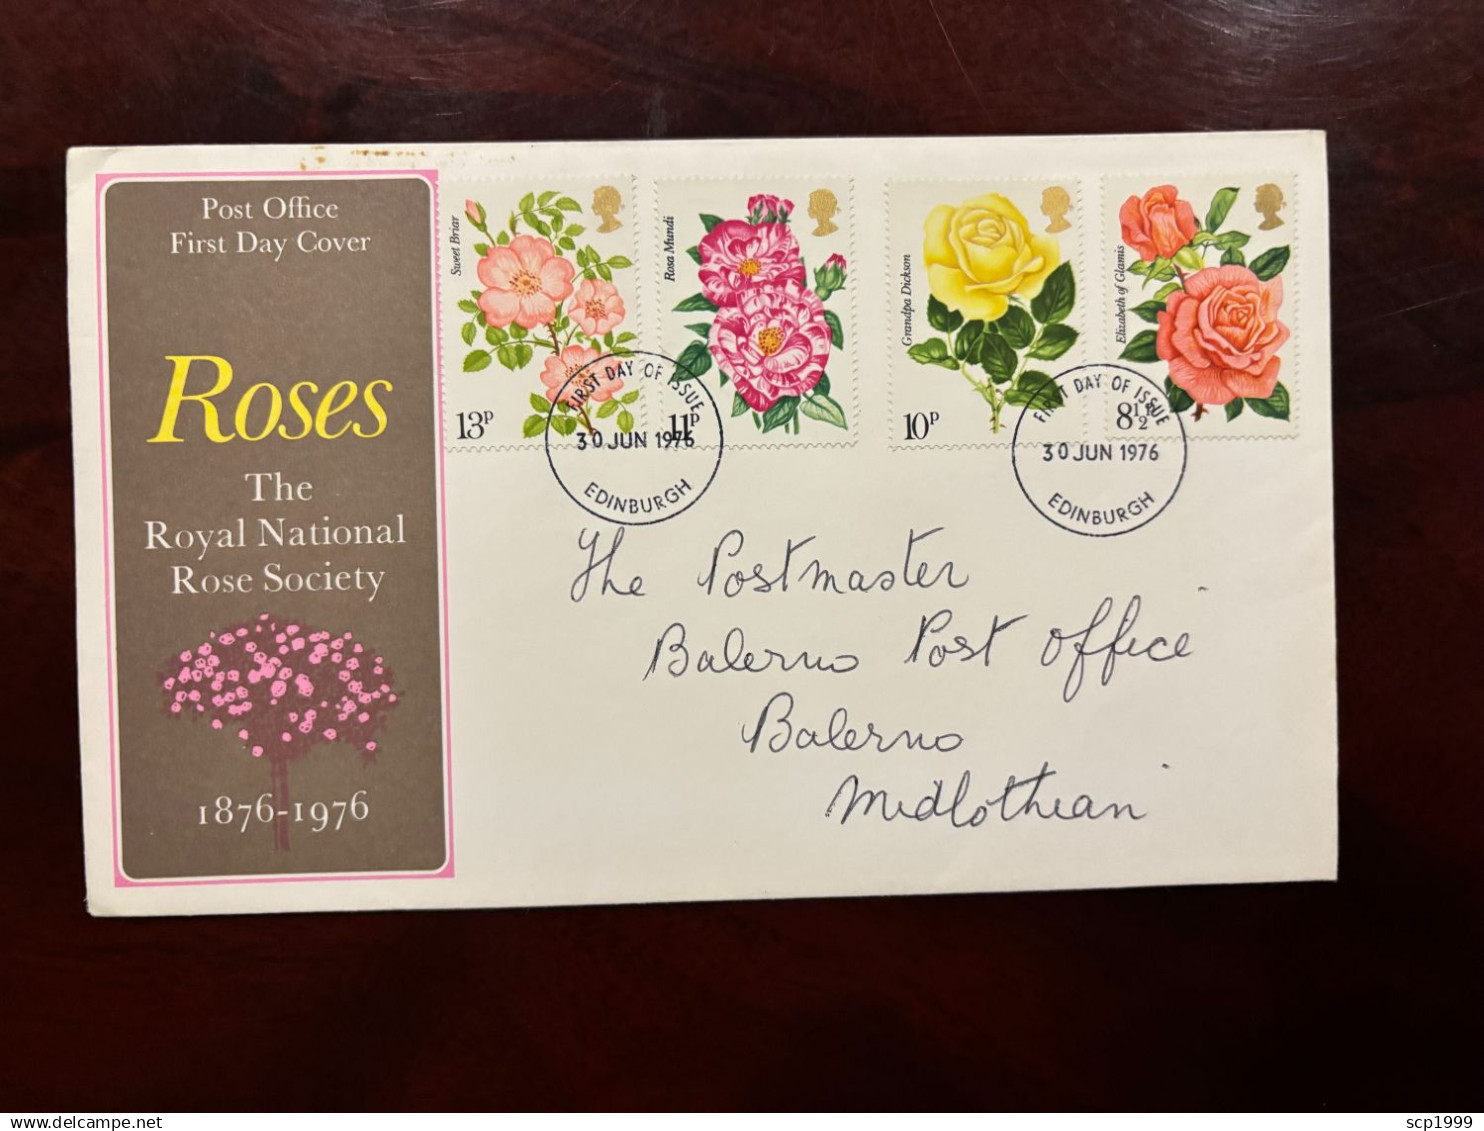 Post Office
First Day Cover
Roses
The
Royal National
Rose Society
1876-1976
Sweet Briar
13P
Rosa Mundi
11P
Grandpa Dickson
10P
Elizabeth of Glamis
8½P
FIRST DAY OF ISSUE
30 JUN 1976
EDINBURGH
FIRST DAY OF ISSUE
30 JUN 1976
EDINBURGH
The Postmaster
Balerno Post Office
Balerno
Midlothian
delcampe.net
scp1999